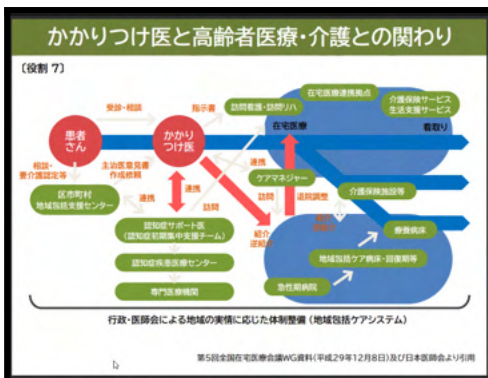 かかりつけ医と高齢者医療・介護との関わり
〔役割 7〕
受診・相談
指示書
訪問看護・訪問リハ
在宅医療連携拠点
介護保険サービス
生活支援サービス
患者
さん
かかり
つけ医
在宅医療
看取り
相談・
要介護認定等
主治医意見書
作成依頼
連携
連携
訪問
連携
ケアマネジャー
訪問
退院調整
介護保険施設等
区市町村
地域包括支援センター
認知症サポート医
(認知症初期集中支援チーム)
紹介
逆紹介
療養病床
認知症疾患医療センター
地域包括ケア病床・回復期等
専門医療機関
急性期病院
行政・医師会による地域の実情に応じた体制整備(地域包括ケアシステム)
第5回全国在宅医療会議WG資料(平成29年12月8日)及び日本医師会より引用